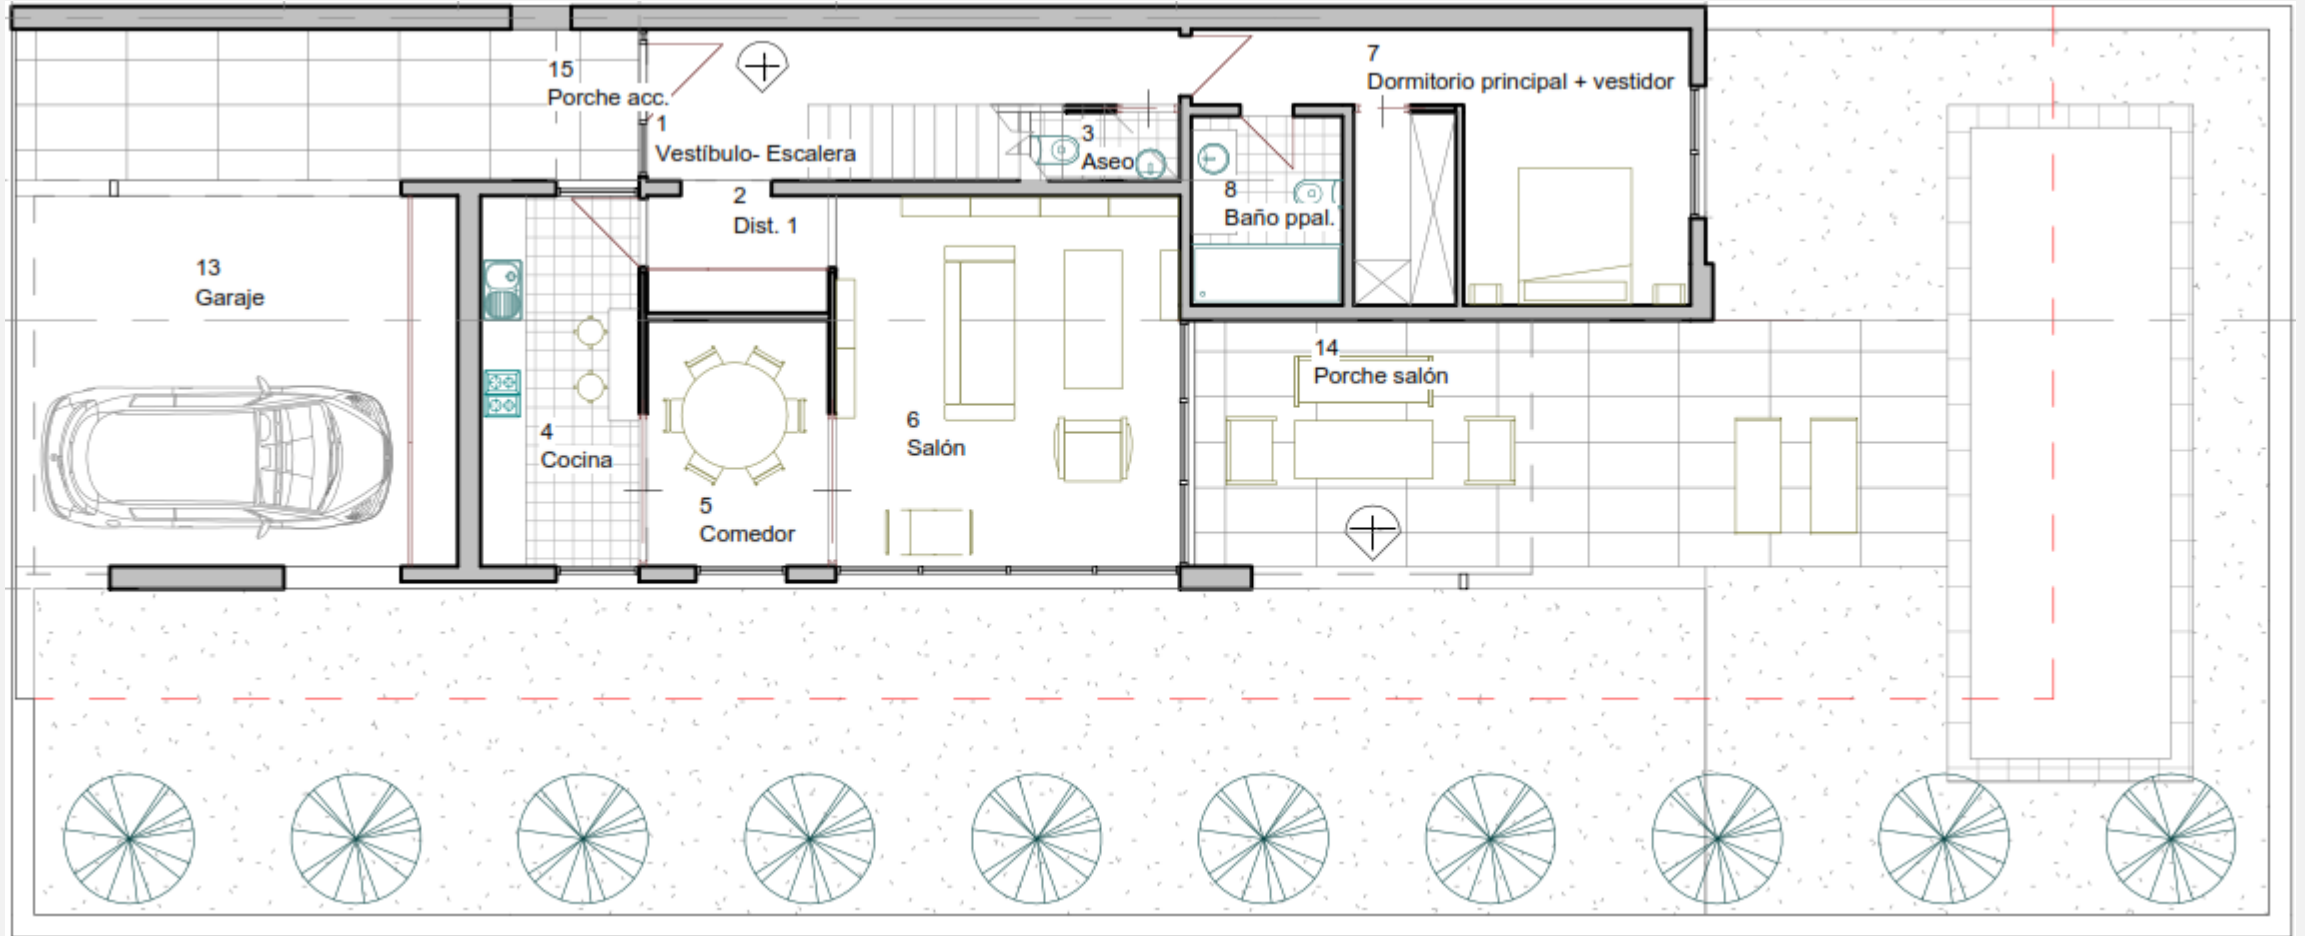 15
Porche acc.
1
Vestíbulo- Escalera
2
Dist. 1
3
Aseo
7
Dormitorio principal + vestidor
8
Baño ppal.
13
Garaje
14
Porche salón
4
Cocina
5
Comedor
6
Salón